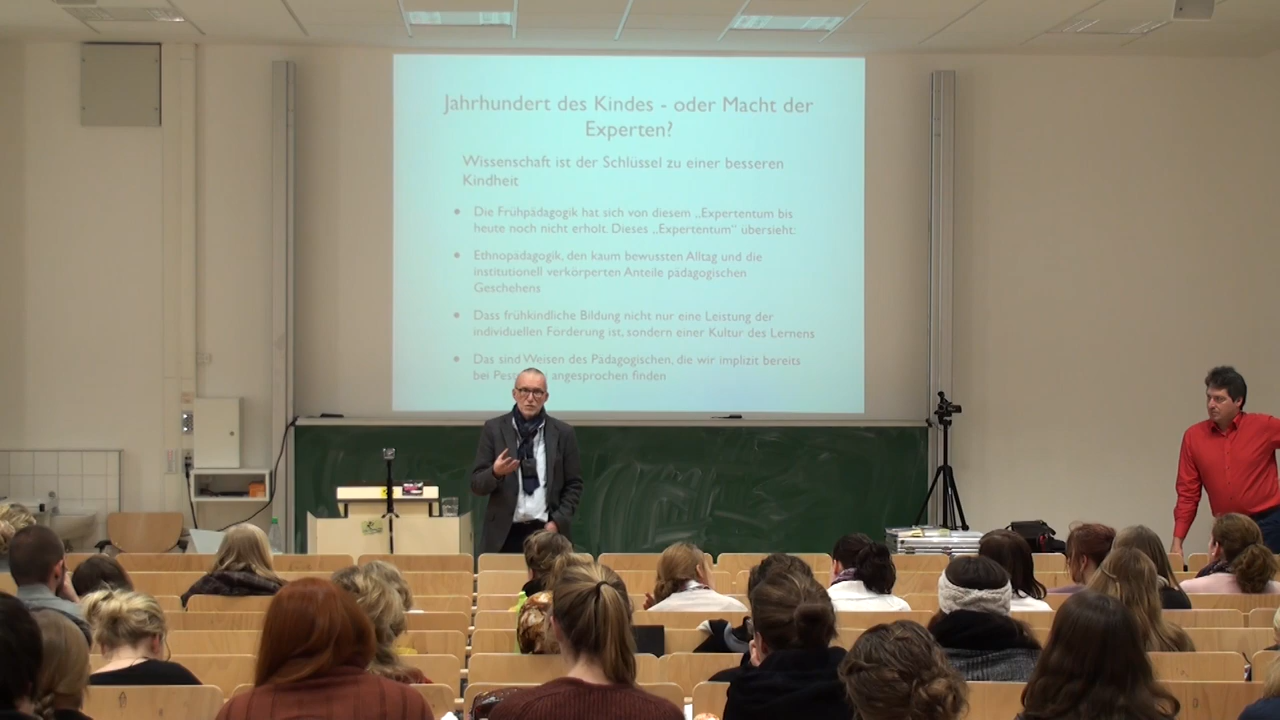 Jahrhundert des Kindes - oder Macht der
Experten?
Wissenschaft ist der Schlüssel zu einer besseren
Kindheit
• Die Frühpädagogik hat sich von diesem „Expertentum bis
heute noch nicht erholt. Dieses „Expertentum“ übersieht:
• Ethnopädagogik, den kaum bewussten Alltag und die
institutionell verkörperten Anteile pädagogischen
Geschehens
• Dass frühkindliche Bildung nicht nur eine Leistung der
individuellen Förderung ist, sondern einer Kultur des Lernens
• Das sind Weisen des Pädagogischen, die wir implizit bereits
bei angesprochen finden